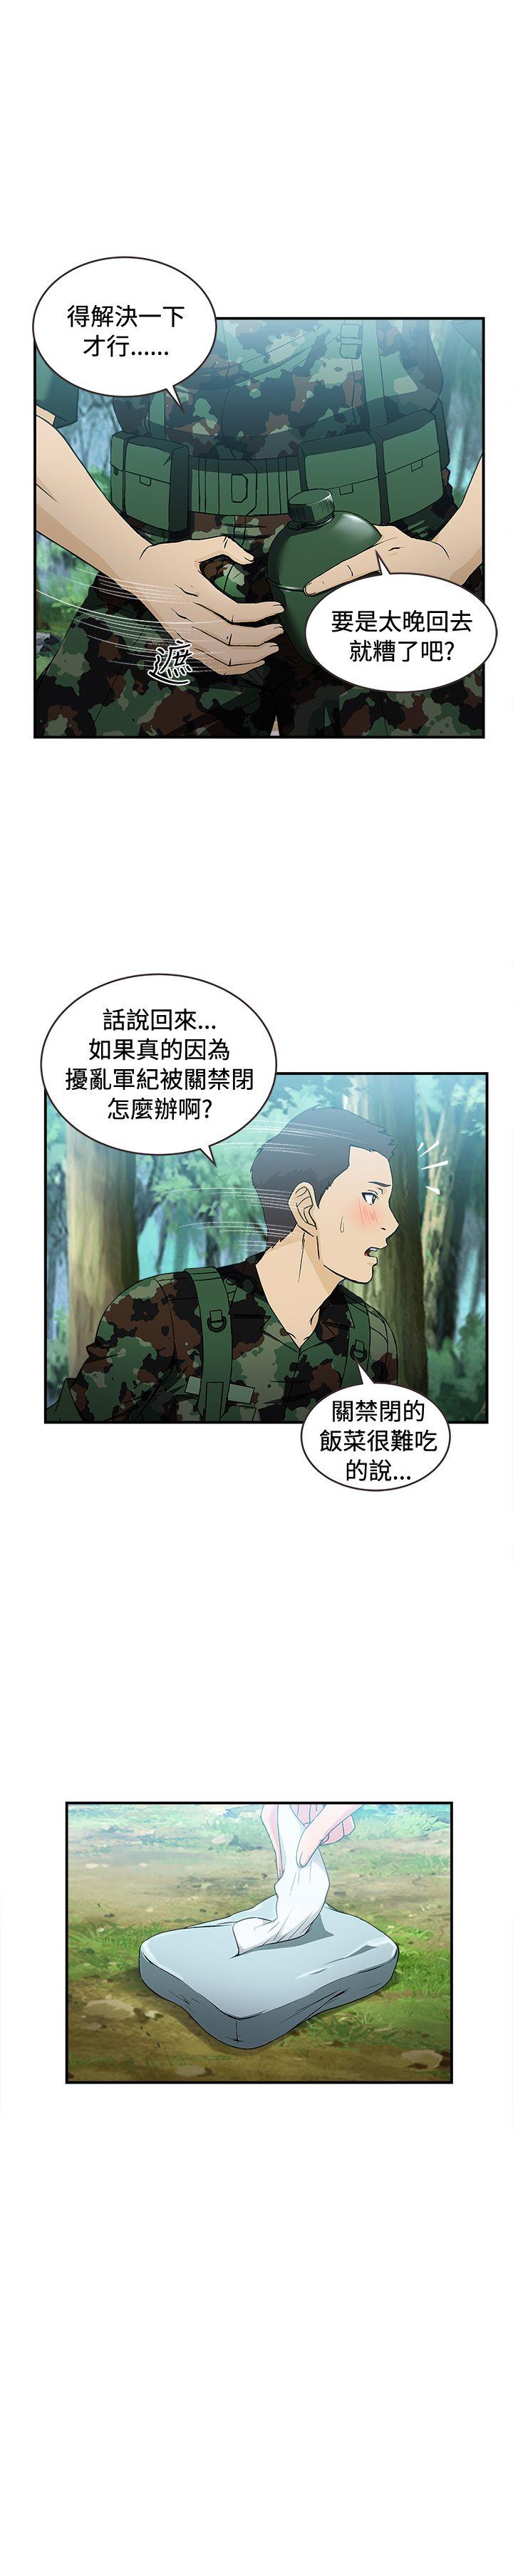 得解決一下
才行......
要是太晚回去
就糟了吧?
遮
話說回來...
如果真的因為
擾亂軍紀被關禁閉
怎麼辦啊?
關禁閉的
飯菜很難吃
的說...